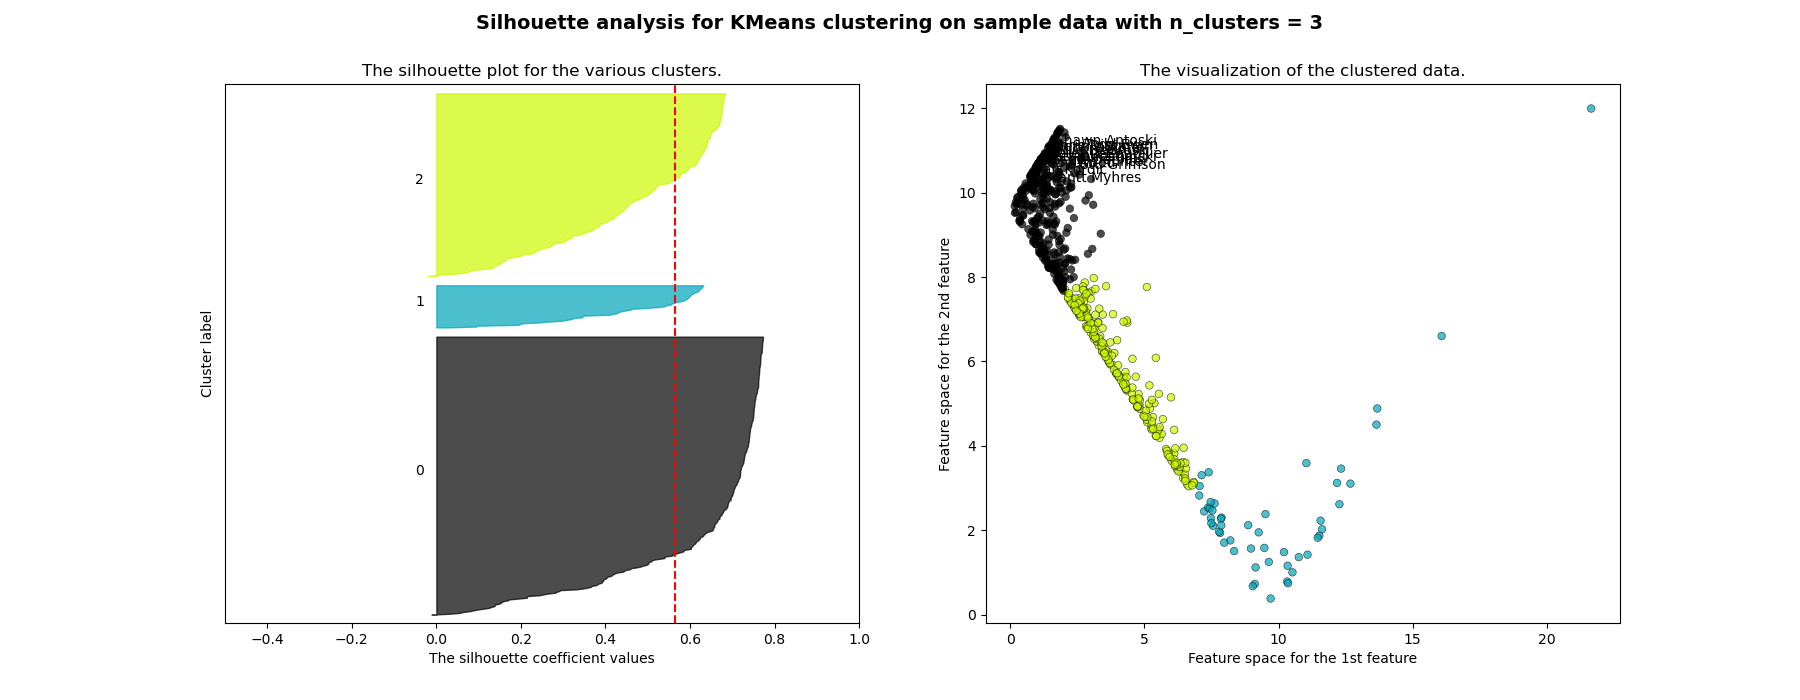 Silhouette analysis for KMeans clustering on sample data with n_clusters = 3
The silhouette plot for the various clusters.
2
1
0
Cluster label
−0.4 −0.2 0.0 0.2 0.4 0.6 0.8 1.0
The silhouette coefficient values
The visualization of the clustered data.
12
10
8
6
4
2
0
Feature space for the 2nd feature
Antoski
Myhres
0 5 10 15 20
Feature space for the 1st feature